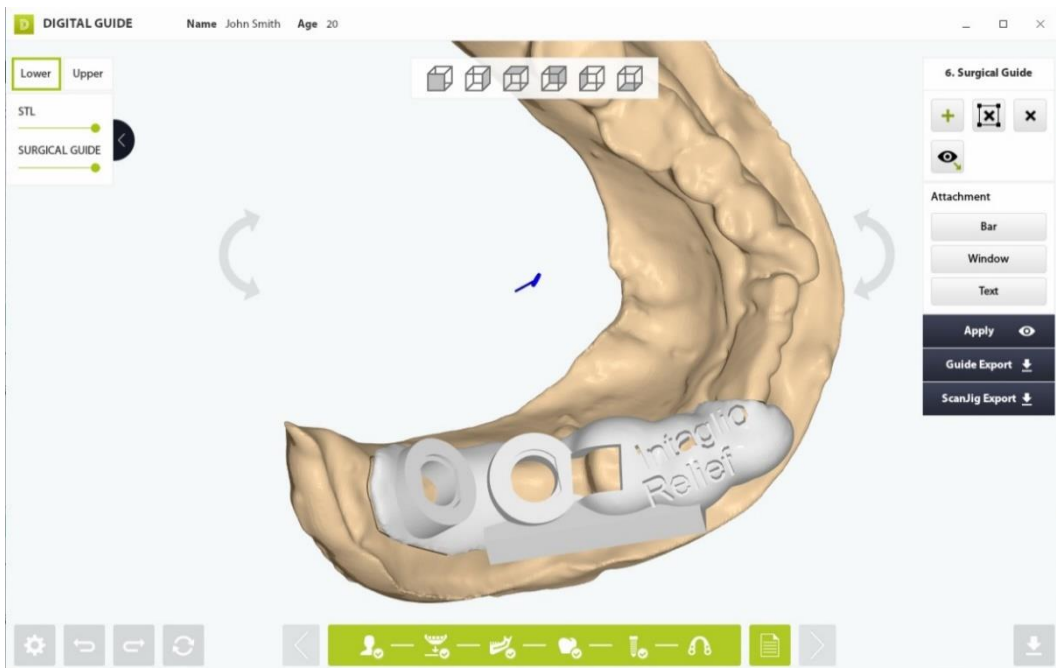 D DIGITAL GUIDE Name John Smith Age 20
Lower Upper
STL
SURGICAL GUIDE
6. Surgical Guide
Attachment
Bar
Window
Text
Apply
Guide Export
ScanJig Export
Intaglio
Relief